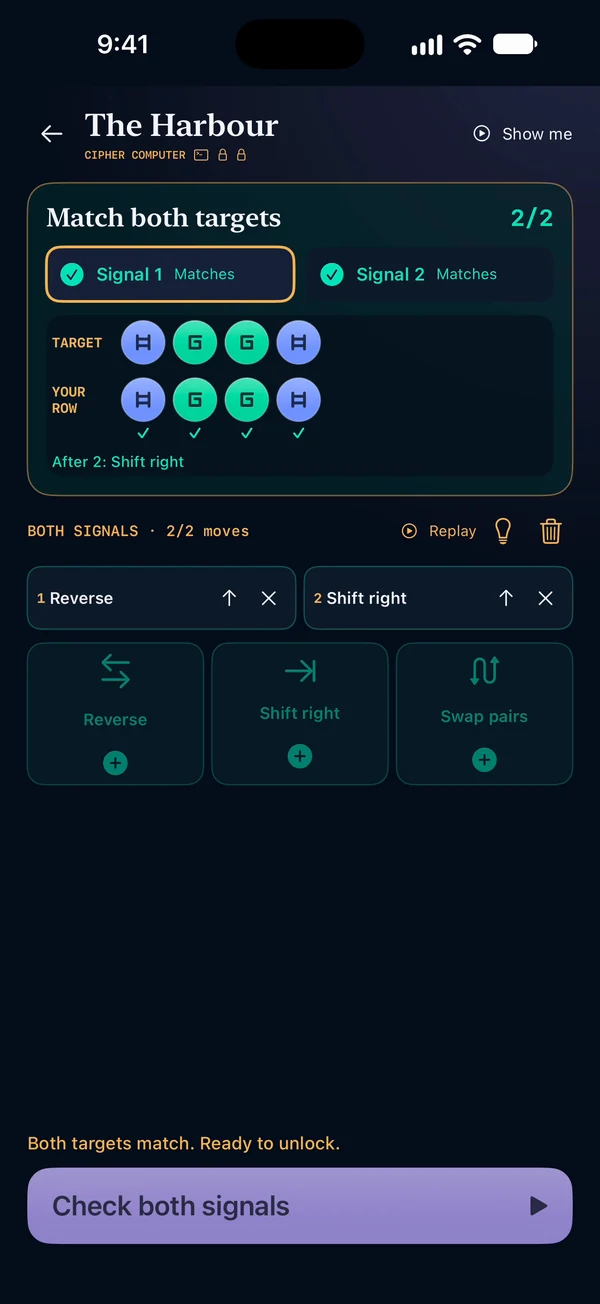 9:41
The Harbour
Show me
CIPHER COMPUTER
Match both targets
2/2
Signal 1 Matches
Signal 2 Matches
TARGET
H G G H
YOUR ROW
H G G H
After 2: Shift right
BOTH SIGNALS · 2/2 moves
Replay
1 Reverse
2 Shift right
Reverse
Shift right
Swap pairs
Both targets match. Ready to unlock.
Check both signals